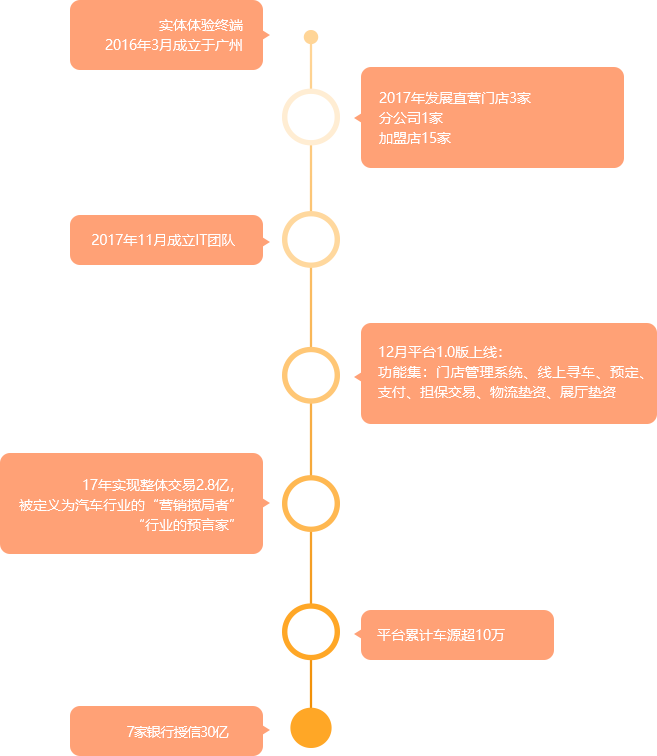 实体体验终端
2016年3月成立于广州
2017年发展直营门店3家
分公司1家
加盟店15家
2017年11月成立IT团队
12月平台1.0版上线：
功能集：门店管理系统、线上寻车、预定、
支付、担保交易、物流垫资、展厅垫资
17年实现整体交易2.8亿，
被定义为汽车行业的“营销搅局者”
“行业的预言家”
平台累计车源超10万
7家银行授信30亿